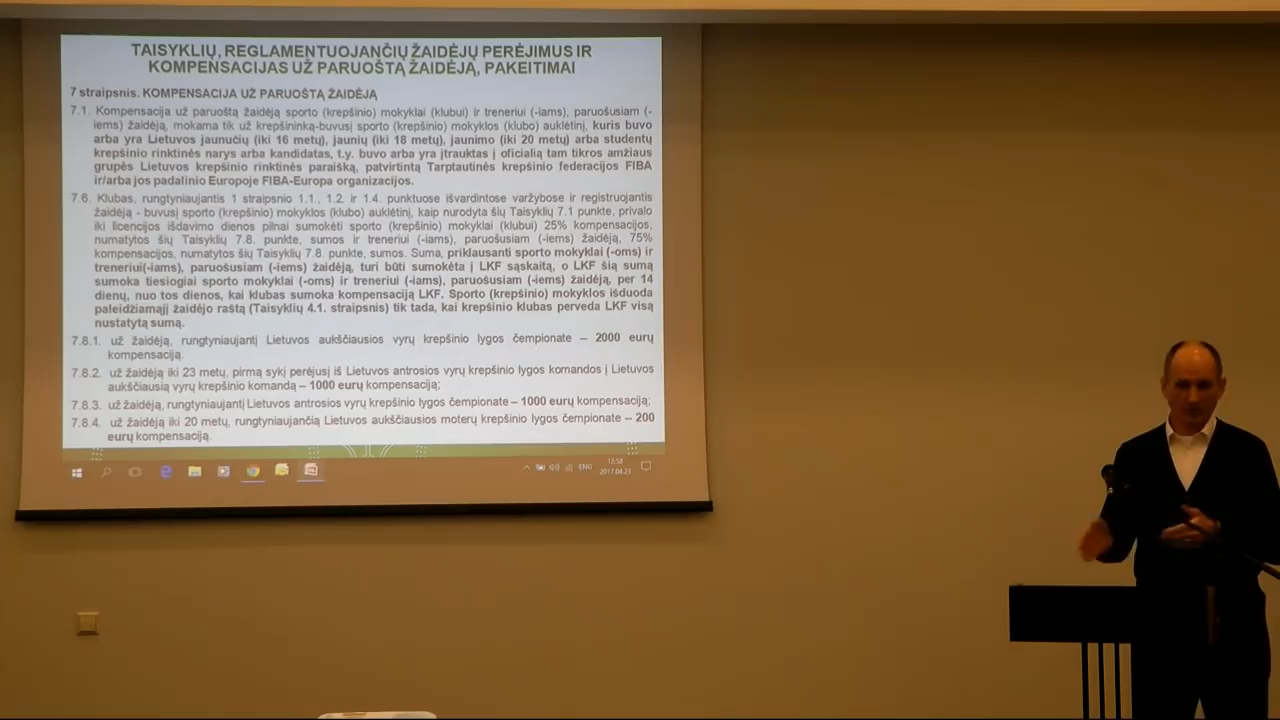 TAISYKLIŲ, REGLAMENTUOJANČIŲ ŽAIDĖJŲ PERĖJIMUS IR
KOMPENSACIJAS UŽ PARUOŠTĄ ŽAIDĖJĄ, PAKEITIMAI
7 straipsnis. KOMPENSACIJA UŽ PARUOŠTĄ ŽAIDĖJĄ
7.1. Kompensacija už paruoštą žaidėją sporto (krepšinio) mokyklai (klubui) ir treneriui (-iams), paruošusiam (-
iems) žaidėją, mokama tik už krepšininką-buvusį sporto (krepšinio) mokyklos (klubo) auklėtinį, kuris buvo
arba yra Lietuvos jaunučių (iki 16 metų), jaunių (iki 18 metų), jaunimo (iki 20 metų) arba studentų
krepšinio rinktinės narys arba kandidatas, t.y. buvo arba yra įtrauktas į oficialią tam tikros amžiaus
grupės Lietuvos krepšinio rinktinės paraišką, patvirtintą Tarptautinės krepšinio federacijos FIBA
ir/arba jos padalinio Europoje FIBA-Europa organizacijos.
7.6. Klubas, rungtyniaujantis 1 straipsnio 1.1., 1.2. ir 1.4. punktuose išvardintose varžybose ir registruojantis
žaidėją - buvusį sporto (krepšinio) mokyklos (klubo) auklėtinį, kaip nurodyta šių Taisyklių 7.1 punkte, privalo
iki licencijos išdavimo dienos pilnai sumokėti sporto (krepšinio) mokyklai (klubui) 25% kompensacijos,
numatytos šių Taisyklių 7.8. punkte, sumos ir treneriui (-iams), paruošusiam (-iems) žaidėją, 75%
kompensacijos, numatytos šių Taisyklių 7.8. punkte, sumos. Suma, priklausanti sporto mokyklai (-oms) ir
treneriui(-iams), paruošusiam (-iems) žaidėją, turi būti sumokėta į LKF sąskaitą, o LKF šią sumą
sumoka tiesiogiai sporto mokyklai (-oms) ir treneriui (-iams), paruošusiam (-iems) žaidėją, per 14
dienų, nuo tos dienos, kai klubas sumoka kompensaciją LKF. Sporto (krepšinio) mokyklos išduoda
paleidžiamąjį žaidėjo raštą (Taisyklių 4.1. straipsnis) tik tada, kai krepšinio klubas perveda LKF visą
nustatytą sumą.
7.8.1. už žaidėją, rungtyniaujantį Lietuvos aukščiausios vyrų krepšinio lygos čempionate – 2000 eurų
kompensaciją.
7.8.2. už žaidėją iki 23 metų, pirmą sykį perėjusį iš Lietuvos antrosios vyrų krepšinio lygos komandos į Lietuvos
aukščiausią vyrų krepšinio komandą – 1000 eurų kompensaciją;
7.8.3. už žaidėją, rungtyniaujantį Lietuvos antrosios vyrų krepšinio lygos čempionate – 1000 eurų kompensaciją;
7.8.4. už žaidėją iki 20 metų, rungtyniaujančią Lietuvos aukščiausios moterų krepšinio lygos čempionate – 200
eurų kompensaciją.
ENG
12:58
2017.04.23